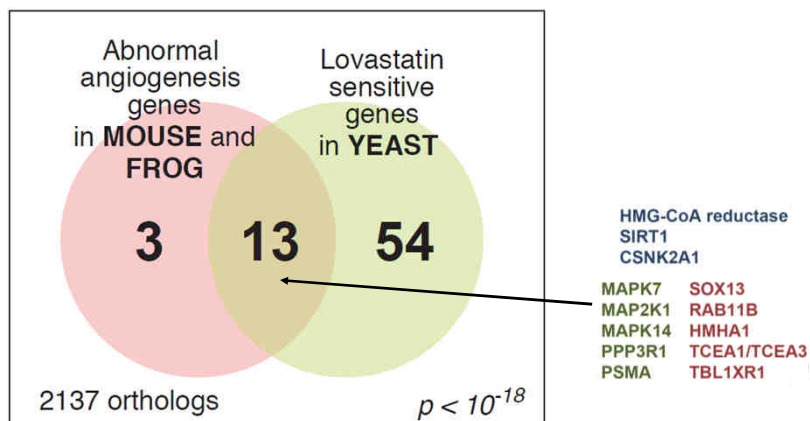 Abnormal
angiogenesis
genes
in MOUSE and
FROG
Lovastatin
sensitive
genes
in YEAST
3
13
54
2137 orthologs
p < 10-18
HMG-CoA reductase
SIRT1
CSNK2A1
MAPK7 SOX13
MAP2K1 RAB11B
MAPK14 HMHA1
PPP3R1 TCEA1/TCEA3
PSMA TBL1XR1